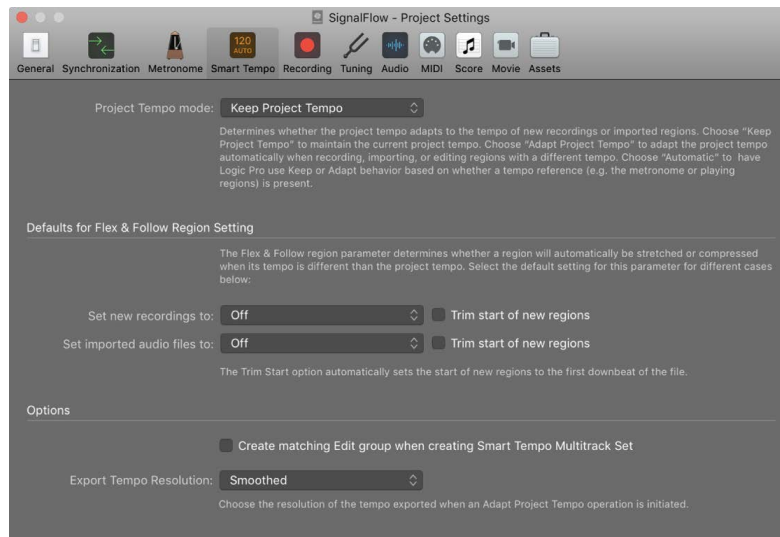 SignalFlow - Project Settings
120
AUTO
General Synchronization Metronome Smart Tempo Recording Tuning Audio MIDI Score Movie Assets
Project Tempo mode: Keep Project Tempo
Determines whether the project tempo adapts to the tempo of new recordings or imported regions. Choose "Keep
Project Tempo" to maintain the current project tempo. Choose "Adapt Project Tempo" to adapt the project tempo
automatically when recording, importing, or editing regions with a different tempo. Choose "Automatic" to have
Logic Pro use Keep or Adapt behavior based on whether a tempo reference (e.g. the metronome or playing
regions) is present.
Defaults for Flex & Follow Region Setting
The Flex & Follow region parameter determines whether a region will automatically be stretched or compressed
when its tempo is different than the project tempo. Select the default setting for this parameter for different cases
below:
Set new recordings to: Off Trim start of new regions
Set imported audio files to: Off Trim start of new regions
The Trim Start option automatically sets the start of new regions to the first downbeat of the file.
Options
Create matching Edit group when creating Smart Tempo Multitrack Set
Export Tempo Resolution: Smoothed
Choose the resolution of the tempo exported when an Adapt Project Tempo operation is initiated.